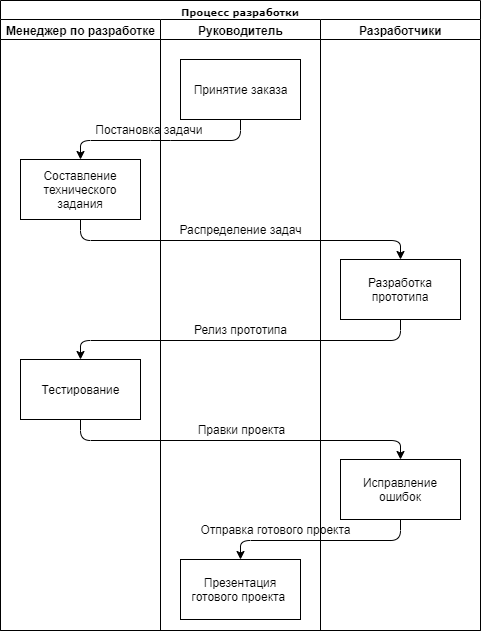 Процесс разработки
Менеджер по разработке
Руководитель
Разработчики
Принятие заказа
Постановка задачи
Составление
технического
задания
Распределение задач
Разработка
прототипа
Релиз прототипа
Тестирование
Правки проекта
Исправление
ошибок
Отправка готового проекта
Презентация
готового проекта